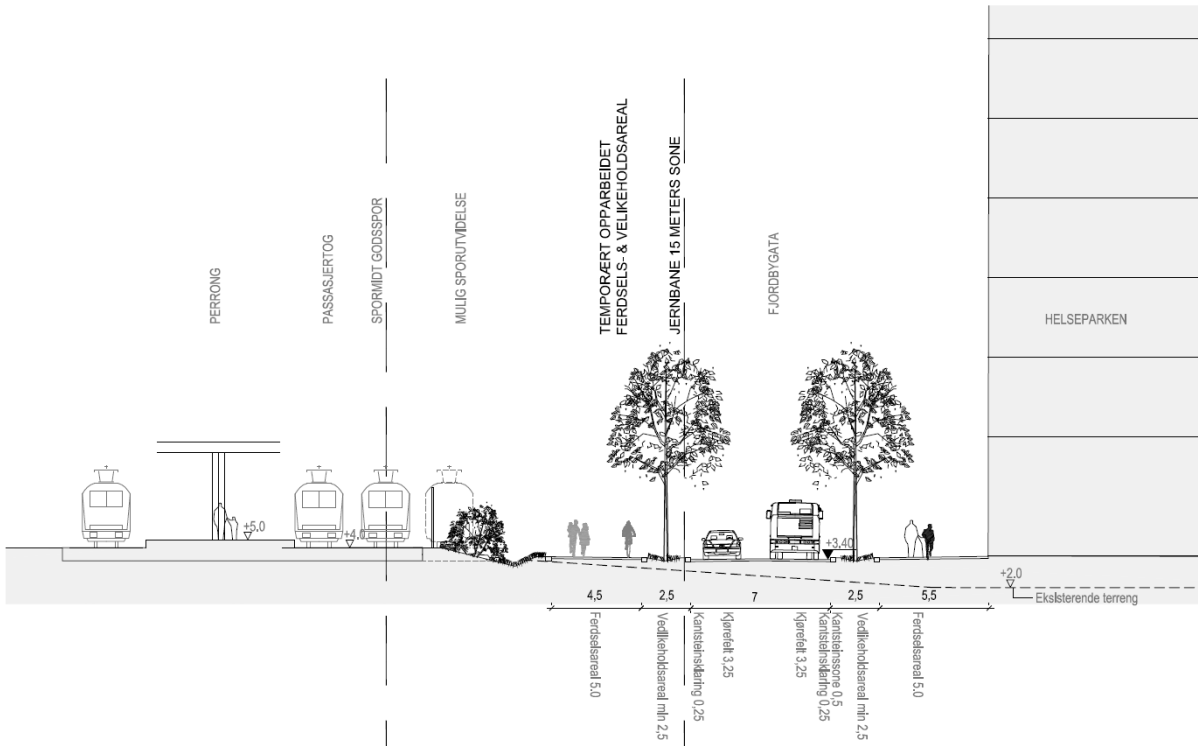 PERRONG
PASSASJERTOG
SPORMIDT GODSSPOR
MULIG SPORUTVIDELSE
TEMPORÆRT OPPARBEIDET
FERDSELS- & VELIKEHOLDSAREAL
JERNBANE 15 METERS SONE
FJORDBYGATA
HELSEPARKEN
+5.0
+4.0
+3,40
+2.0
Eksisterende terreng
4,5
2,5
7
2,5
5,5
Ferdselsareal 5.0
Vedlikeholdsareal min 2,5
Kantsteinsklaring 0,25
Kjørefelt 3,25
Kjørefelt 3,25
Kantsteinsklaring 0,25
Kantsteinssone 0,5
Vedlikeholdsareal min 2,5
Ferdselsareal 5.0